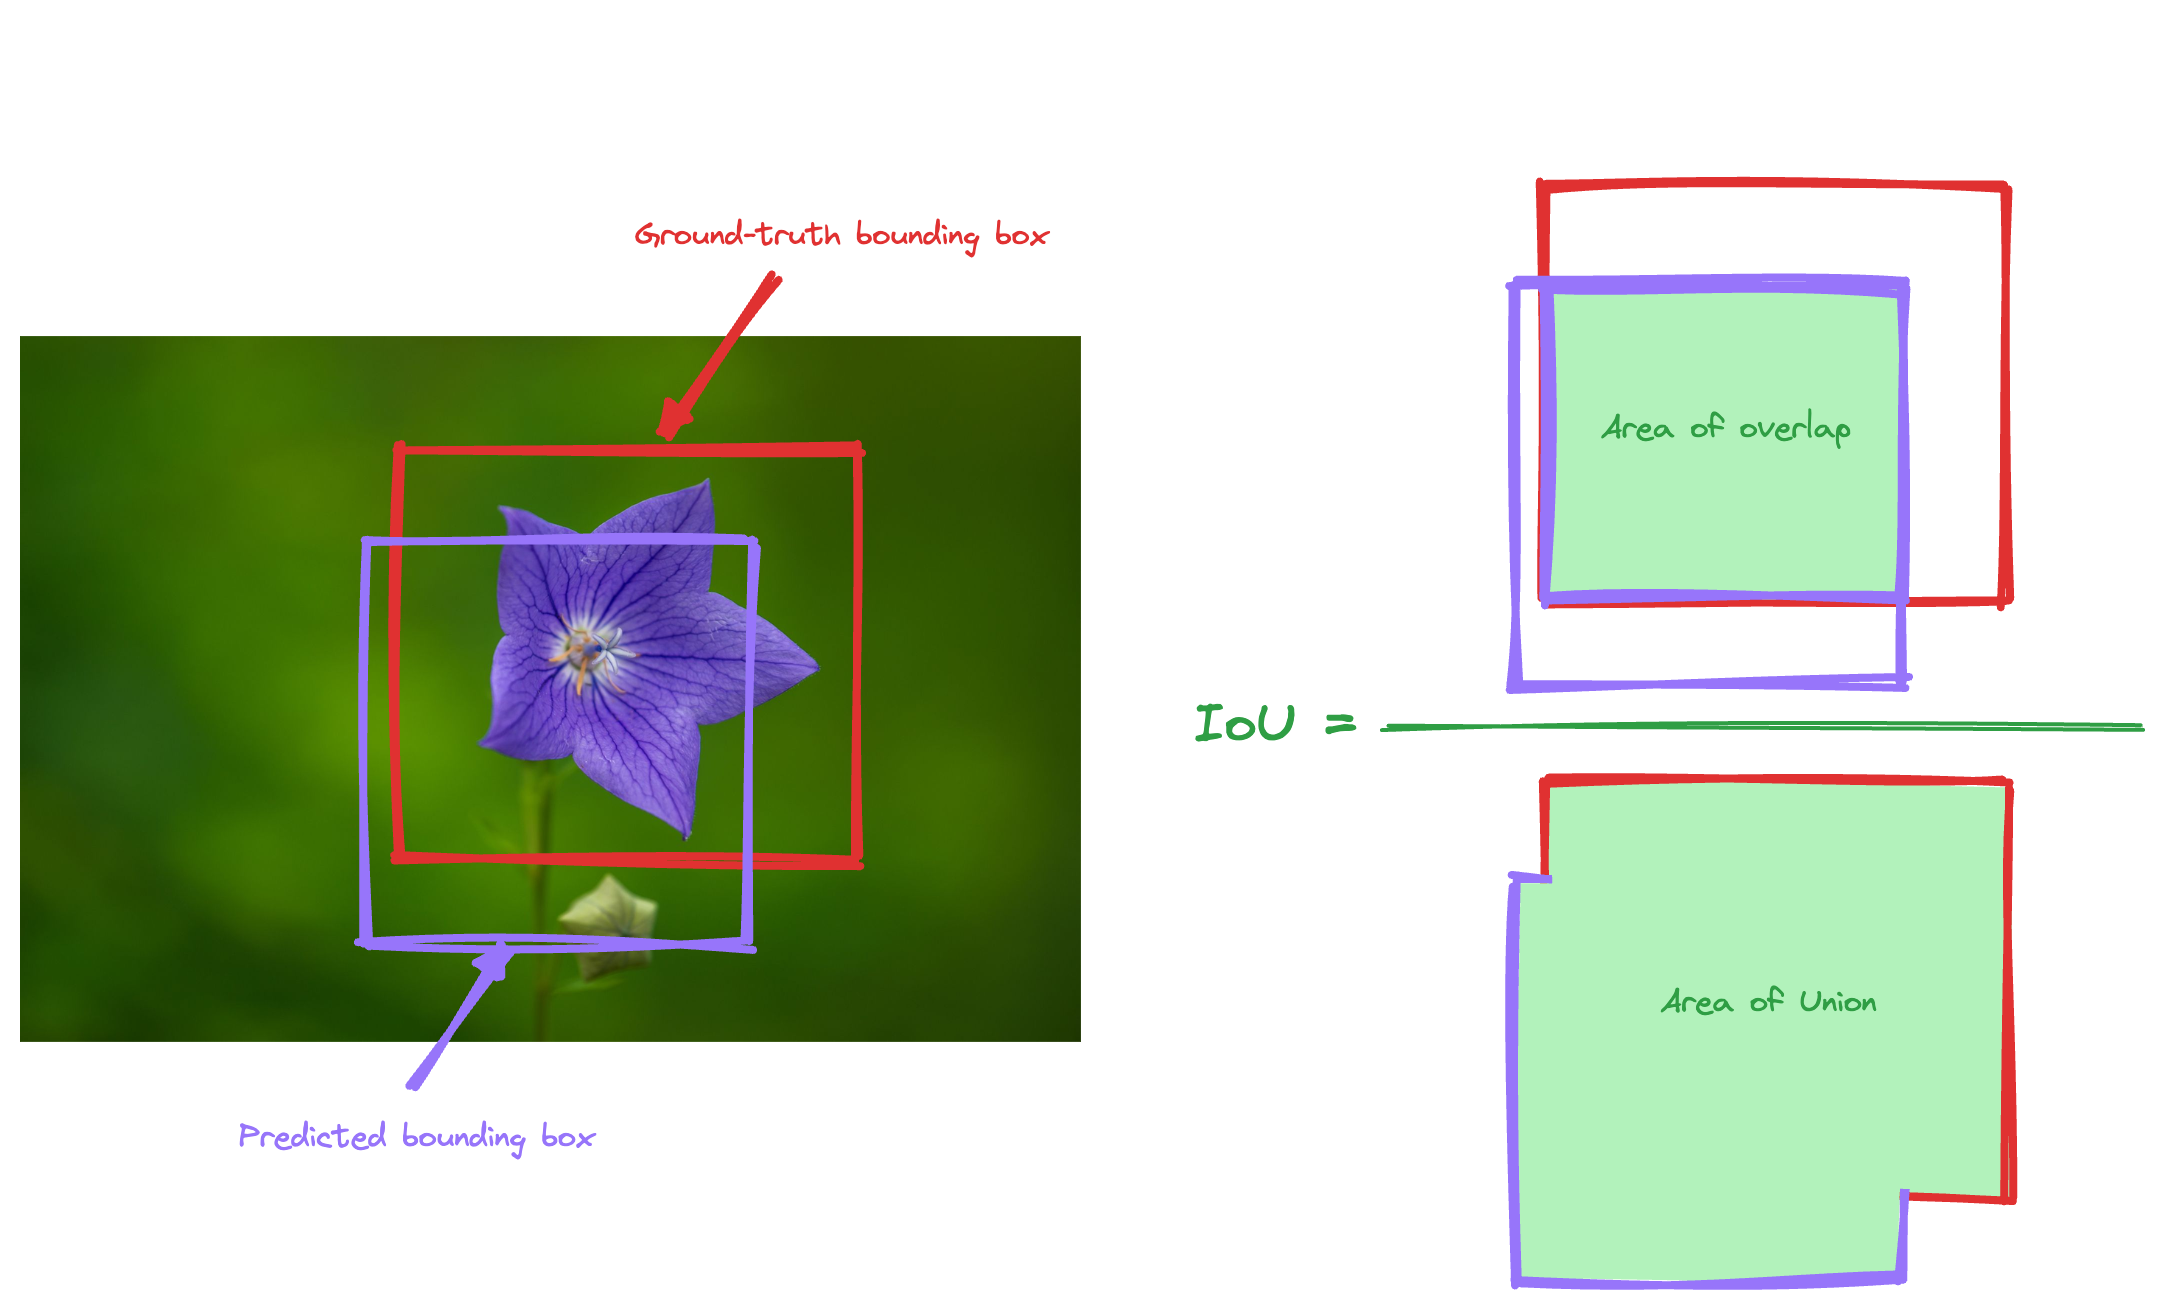 Ground-truth bounding box
Predicted bounding box
Area of overlap
IoU =
Area of Union